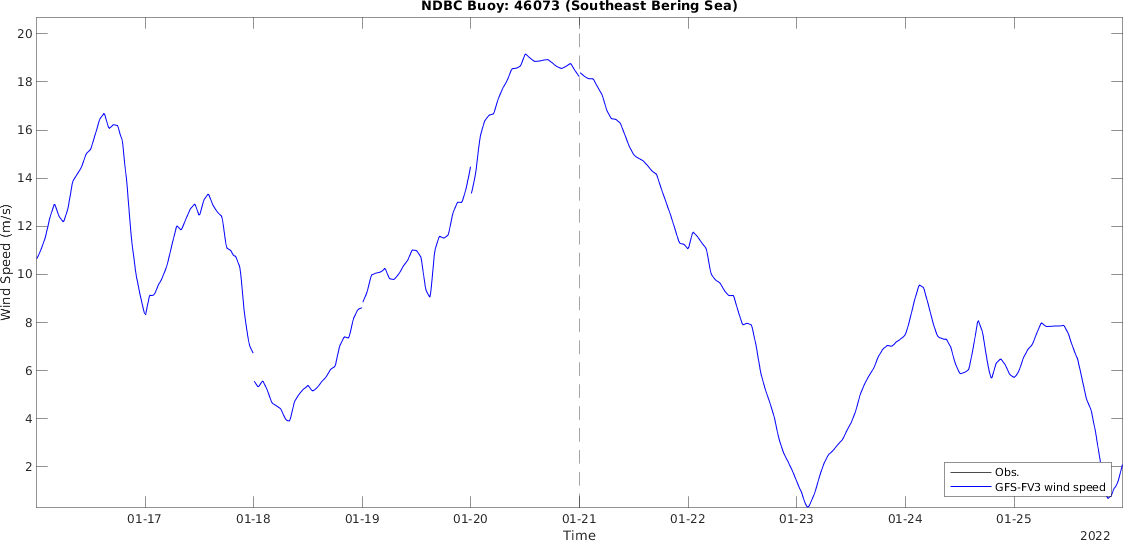 NDBC Buoy: 46073 (Southeast Bering Sea)
20
18
16
14
12
10
8
6
4
2
Wind Speed (m/s)
Obs.
GFS-FV3 wind speed
01-17 01-18 01-19 01-20 01-21 01-22 01-23 01-24 01-25
Time
2022